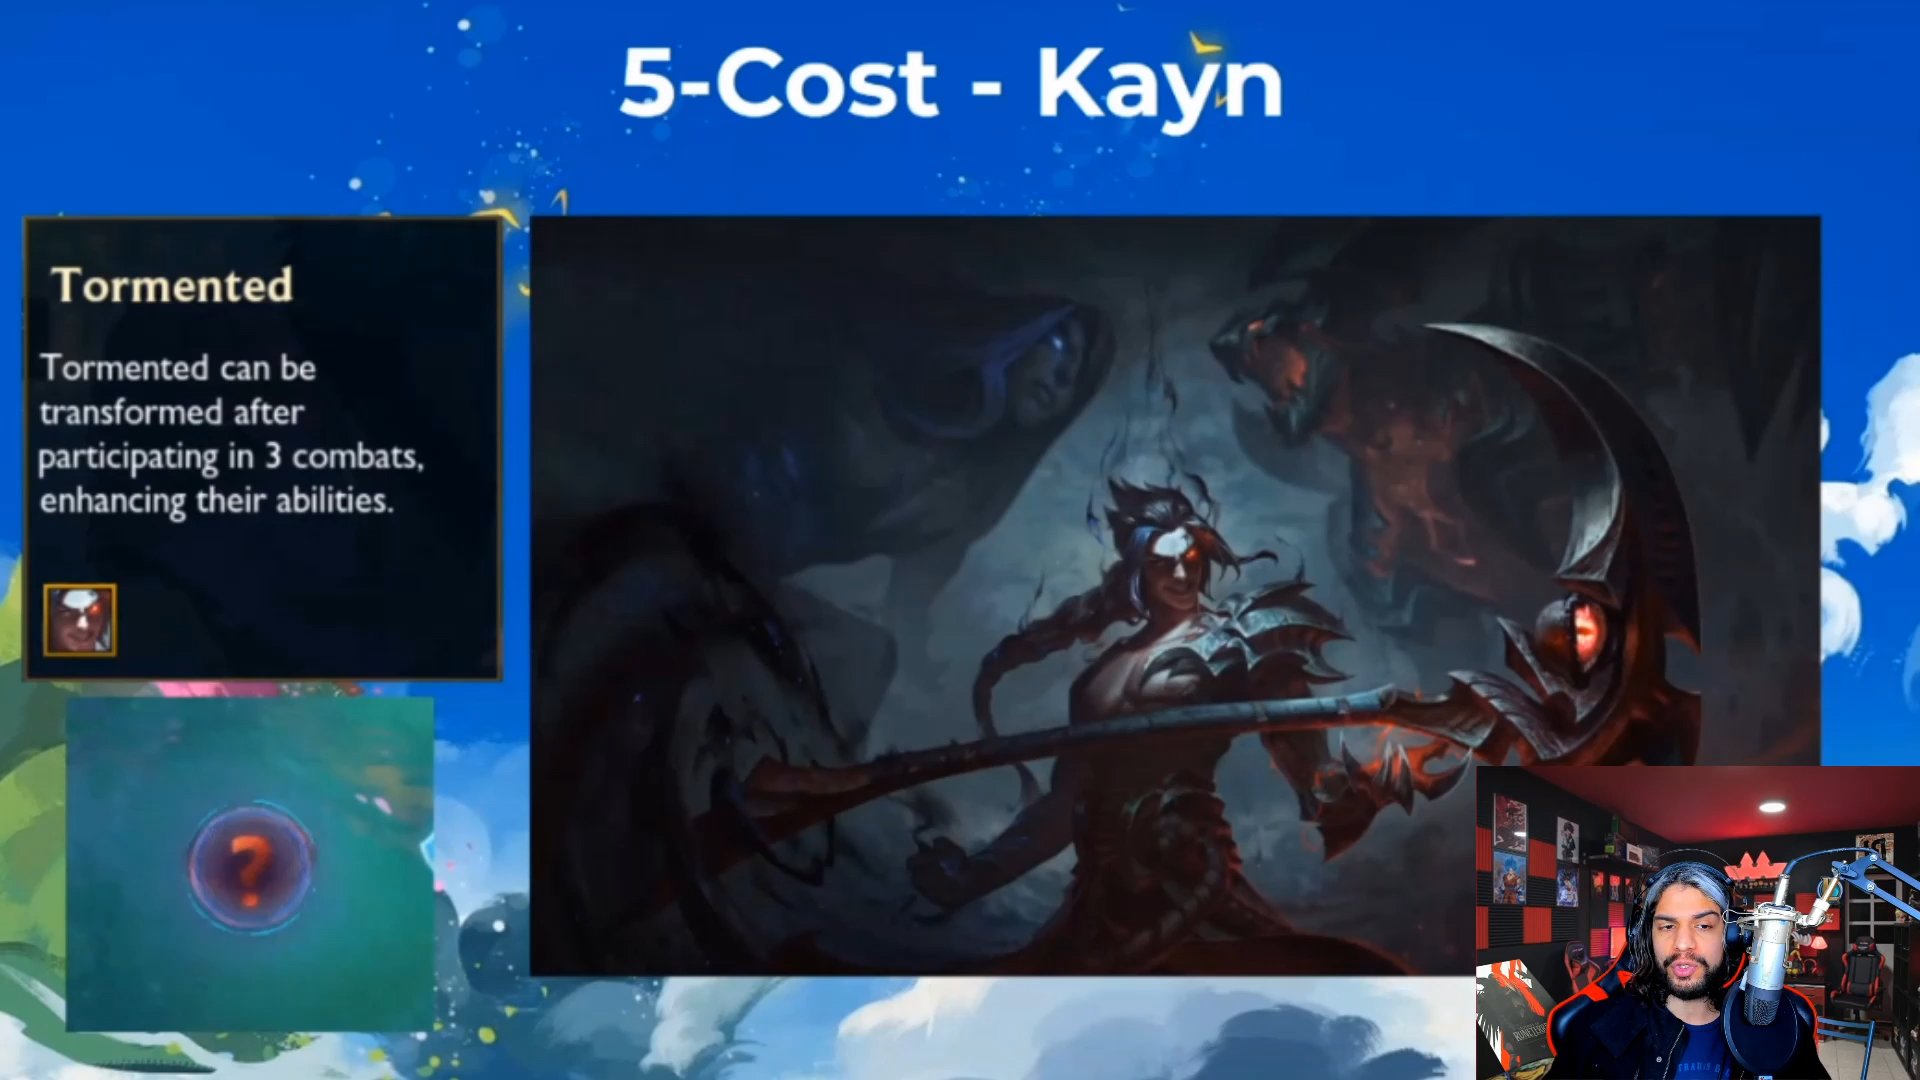 5-Cost - Kayn
Tormented
Tormented can be
transformed after
participating in 3 combats,
enhancing their abilities.
?